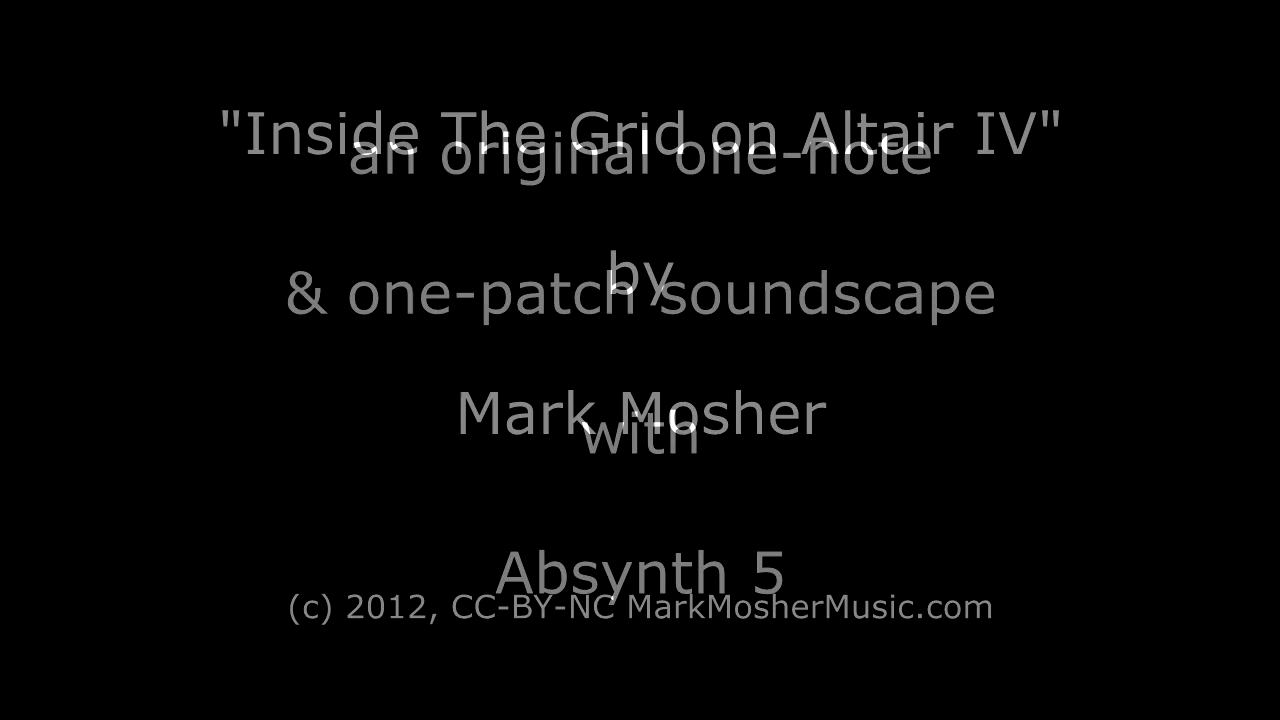 "Inside The Grid on Altair IV"
an original one-note
by
& one-patch soundscape
Mark Mosher
with
Absynth 5
(c) 2012, CC-BY-NC MarkMosherMusic.com